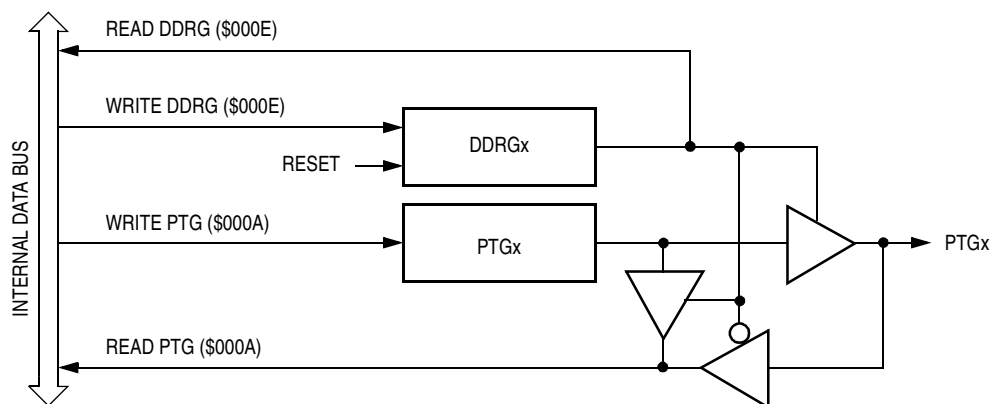 READ DDRG ($000E)
WRITE DDRG ($000E)
DDRGx
RESET
WRITE PTG ($000A)
PTGx
PTGx
READ PTG ($000A)
INTERNAL DATA BUS